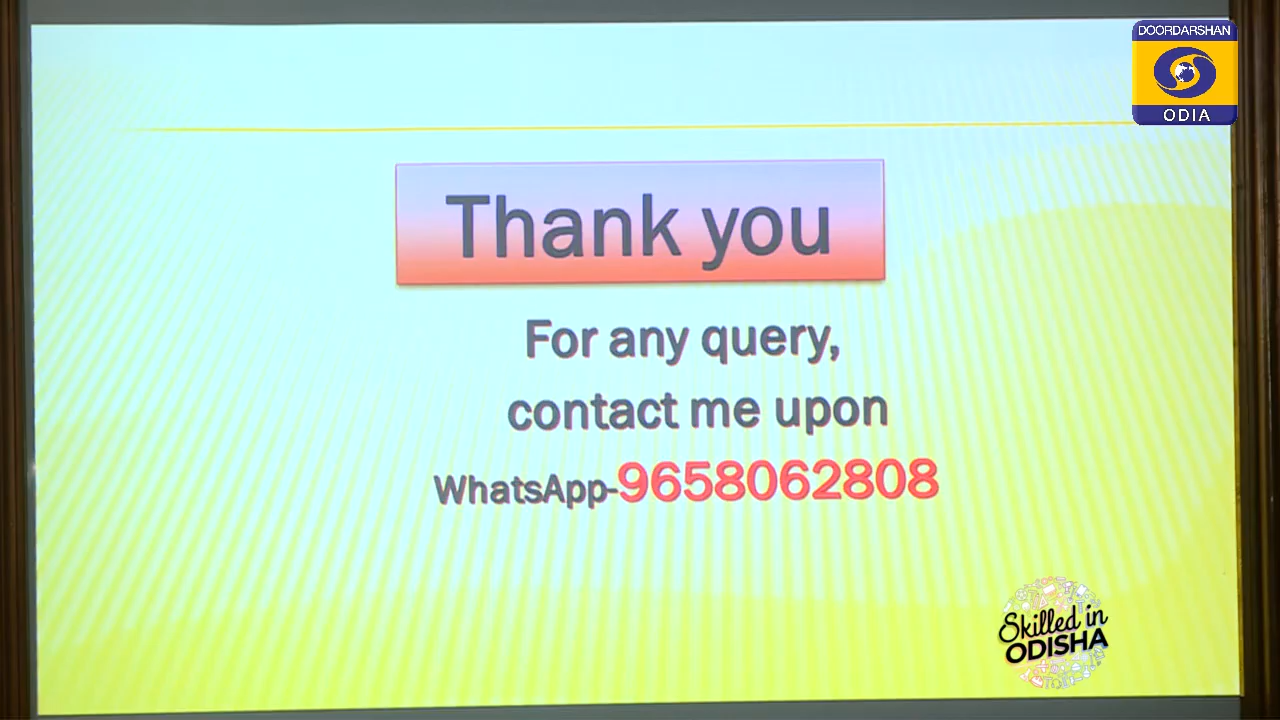 DOORDARSHAN
ODIA
Thank you
For any query,
contact me upon
WhatsApp-9658062808
Skilled in
ODISHA